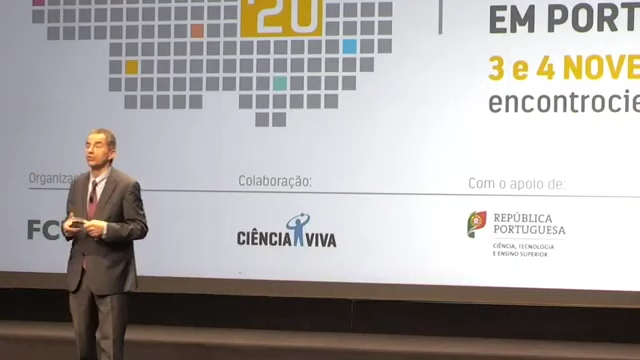 '20
EM PORT
3 e 4 NOVE
encontrocie
Organiza
Colaboração:
Com o apoio de:
FC
CIÊNCIA VIVA
REPÚBLICA
PORTUGUESA
CIÊNCIA, TECNOLOGIA
E ENSINO SUPERIOR